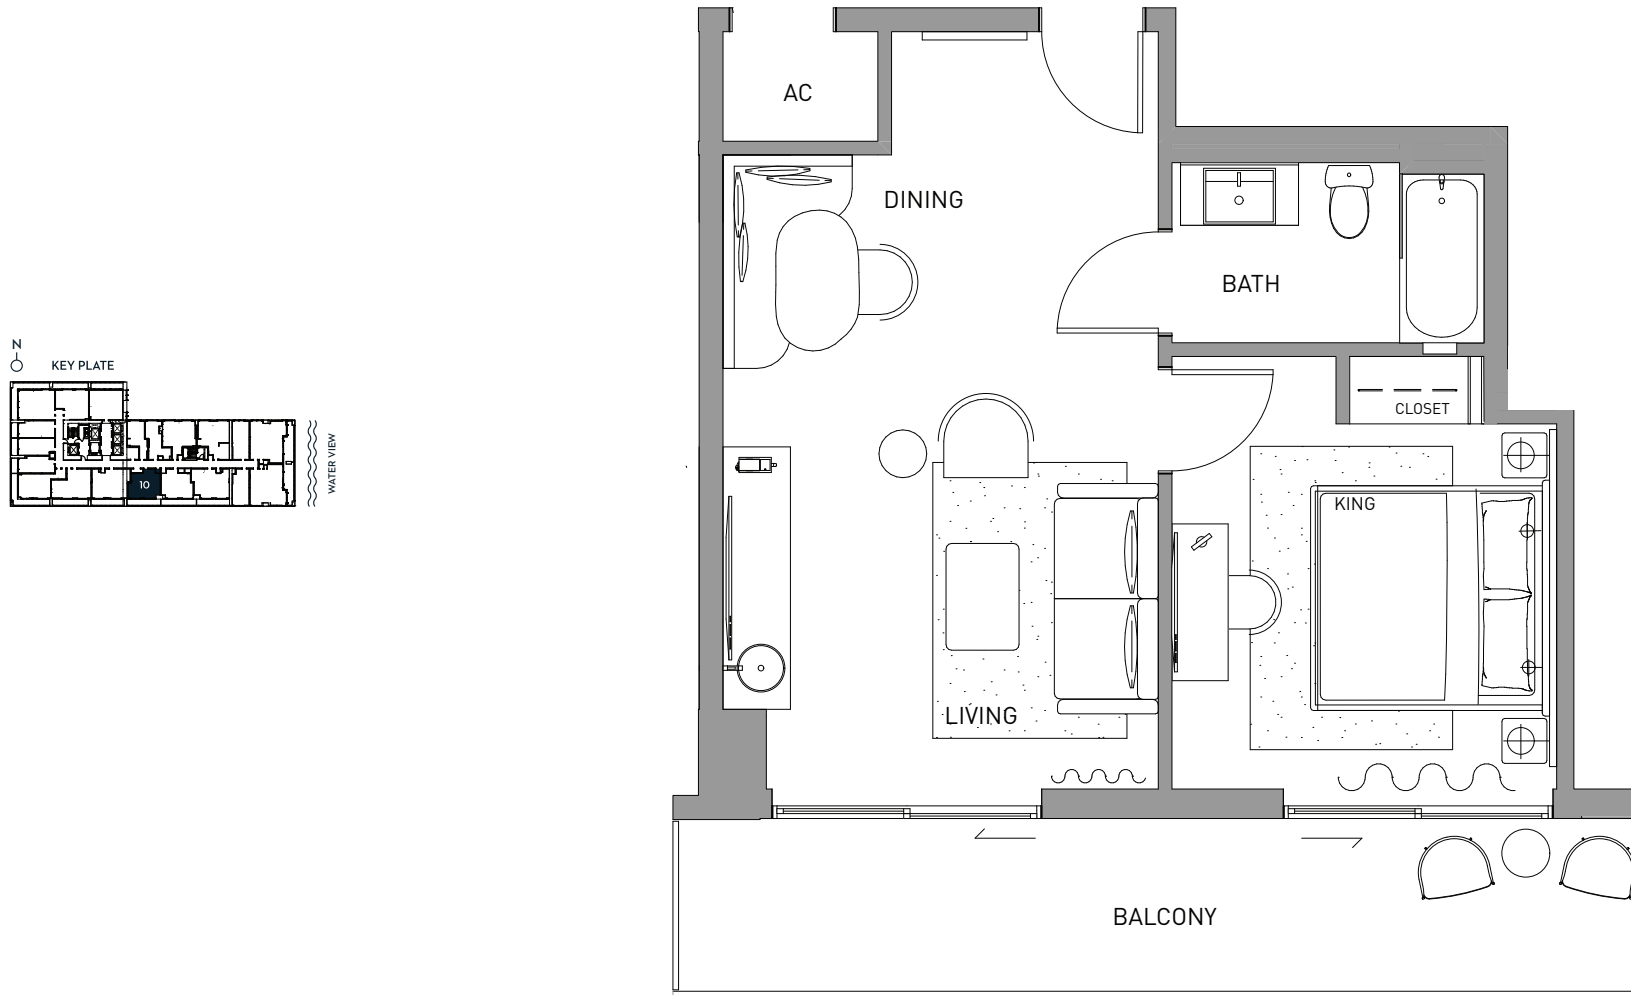 AC
DINING
BATH
N
KEY PLATE
CLOSET
WATER VIEW
10
KING
LIVING
BALCONY